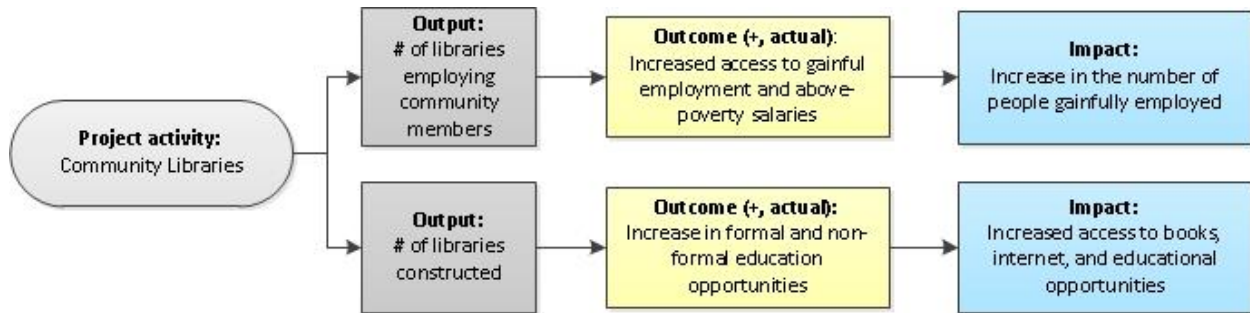 Project activity:
Community Libraries
Output:
# of libraries
employing
community
members
Outcome (+, actual):
Increased access to gainful
employment and above-
poverty salaries
Impact:
Increase in the number of
people gainfully employed
Output:
# of libraries
constructed
Outcome (+, actual):
Increase in formal and non-
formal education
opportunities
Impact:
Increased access to books,
internet, and educational
opportunities